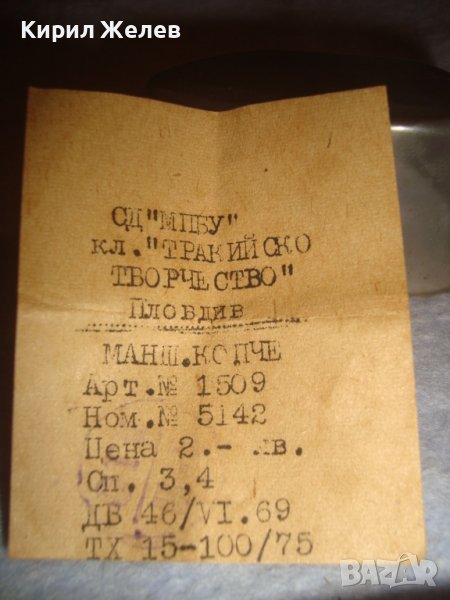 Кирил Желев
СД "МПБУ"
кл. "ТРАКИЙСКО
ТВОРЧЕСТВО"
Пловдив
МАНШ.КОПЧЕ
Арт.№ 1509
Ном.№ 5142
Цена 2.- лв.
Сп. 3,4
ДВ 46/VI.69
ТХ 15-100/75
BAZAR